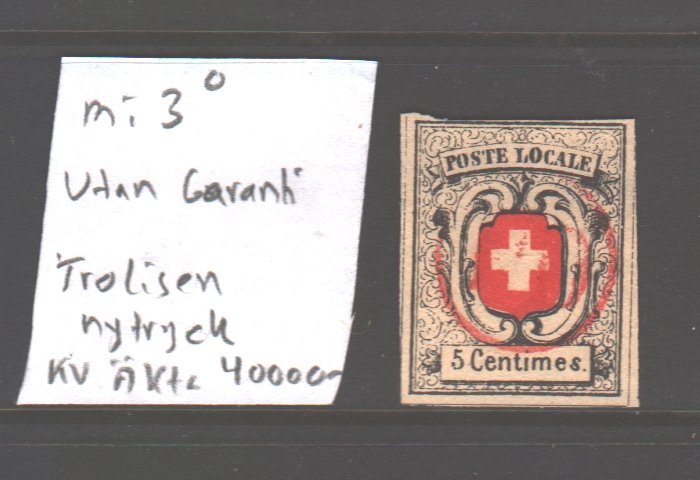 mi 3 o
Utan Garanti
Trolisen
nytryck
KV Äkta 40000-
POSTE LOCALE
5 Centimes.